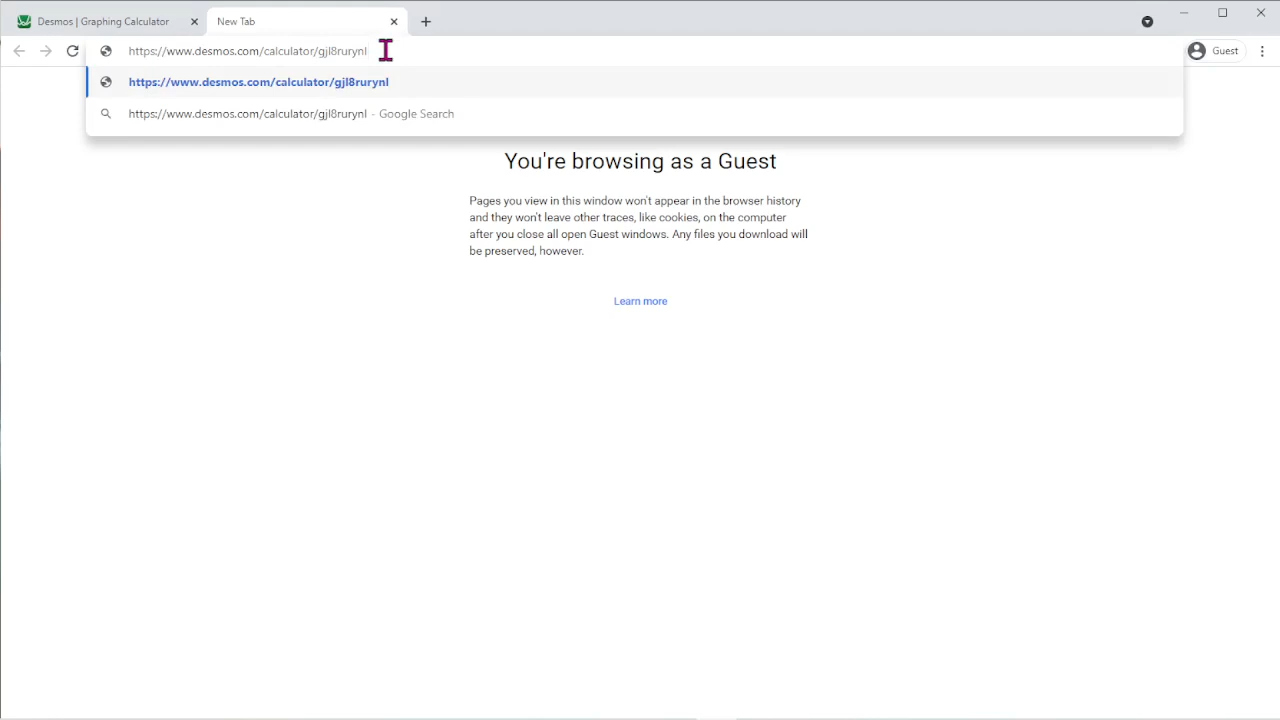 Desmos | Graphing Calculator
New Tab
https://www.desmos.com/calculator/gjl8rurynl
Guest
https://www.desmos.com/calculator/gjl8rurynl
https://www.desmos.com/calculator/gjl8rurynl - Google Search
You're browsing as a Guest
Pages you view in this window won't appear in the browser history
and they won't leave other traces, like cookies, on the computer
after you close all open Guest windows. Any files you download will
be preserved, however.
Learn more